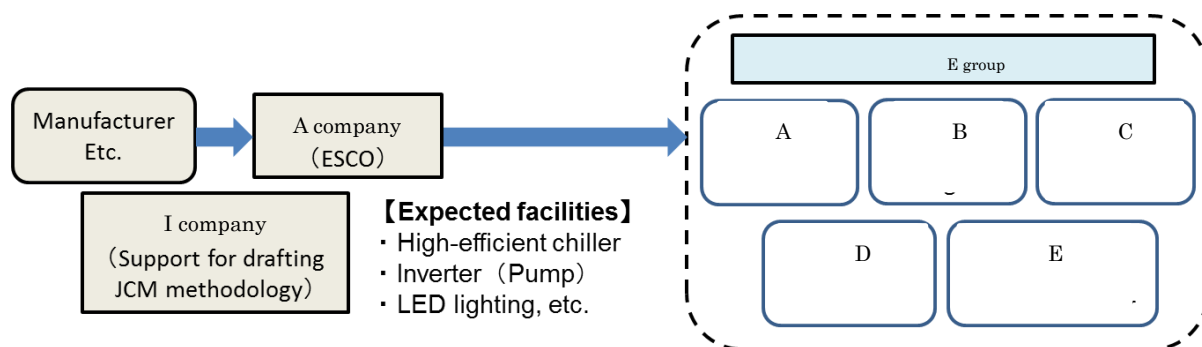 Manufacturer
Etc.
A company
（ESCO）
I company
（Support for drafting
JCM methodology）
【Expected facilities】
・High-efficient chiller
・Inverter（Pump）
・LED lighting, etc.
E group
A
B
C
D
E